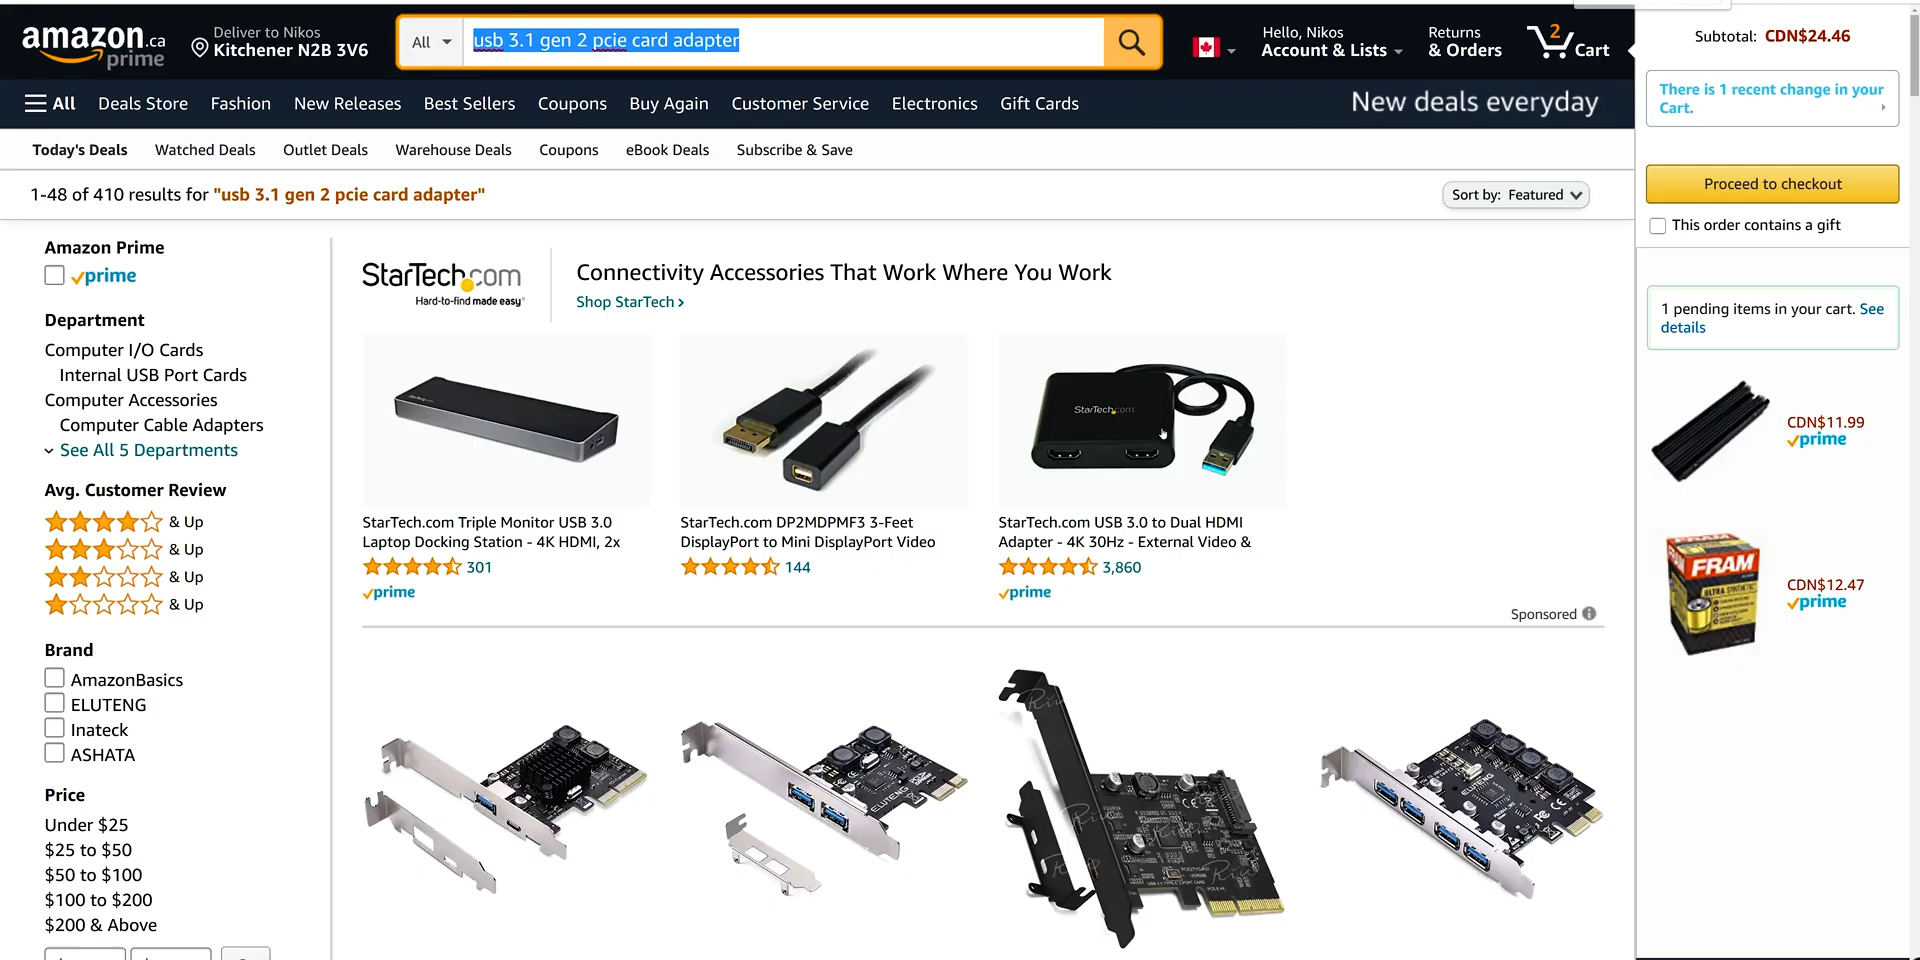 amazon.ca
prime
Deliver to Nikos
Kitchener N2B 3V6
All
usb 3.1 gen 2 pcie card adapter
Hello, Nikos
Account & Lists
Returns
& Orders
2
Cart
Subtotal: CDN$24.46
There is 1 recent change in your
Cart.
Proceed to checkout
This order contains a gift
1 pending items in your cart. See
details
CDN$11.99
prime
FRAM
ULTRA SYNTHETIC
CDN$12.47
prime
All
Deals Store
Fashion
New Releases
Best Sellers
Coupons
Buy Again
Customer Service
Electronics
Gift Cards
New deals everyday
Today's Deals
Watched Deals
Outlet Deals
Warehouse Deals
Coupons
eBook Deals
Subscribe & Save
1-48 of 410 results for "usb 3.1 gen 2 pcie card adapter"
Sort by: Featured
Amazon Prime
prime
Department
Computer I/O Cards
Internal USB Port Cards
Computer Accessories
Computer Cable Adapters
See All 5 Departments
Avg. Customer Review
& Up
& Up
& Up
& Up
Brand
AmazonBasics
ELUTENG
Inateck
ASHATA
Price
Under $25
$25 to $50
$50 to $100
$100 to $200
$200 & Above
StarTech.com
Hard-to-find made easy®
Connectivity Accessories That Work Where You Work
Shop StarTech ›
StarTech.com
StarTech.com Triple Monitor USB 3.0
Laptop Docking Station - 4K HDMI, 2x
301
prime
StarTech.com DP2MDPMF3 3-Feet
DisplayPort to Mini DisplayPort Video
144
StarTech.com USB 3.0 to Dual HDMI
Adapter - 4K 30Hz - External Video &
3,860
prime
Sponsored
ELUTENG
ELUTENG